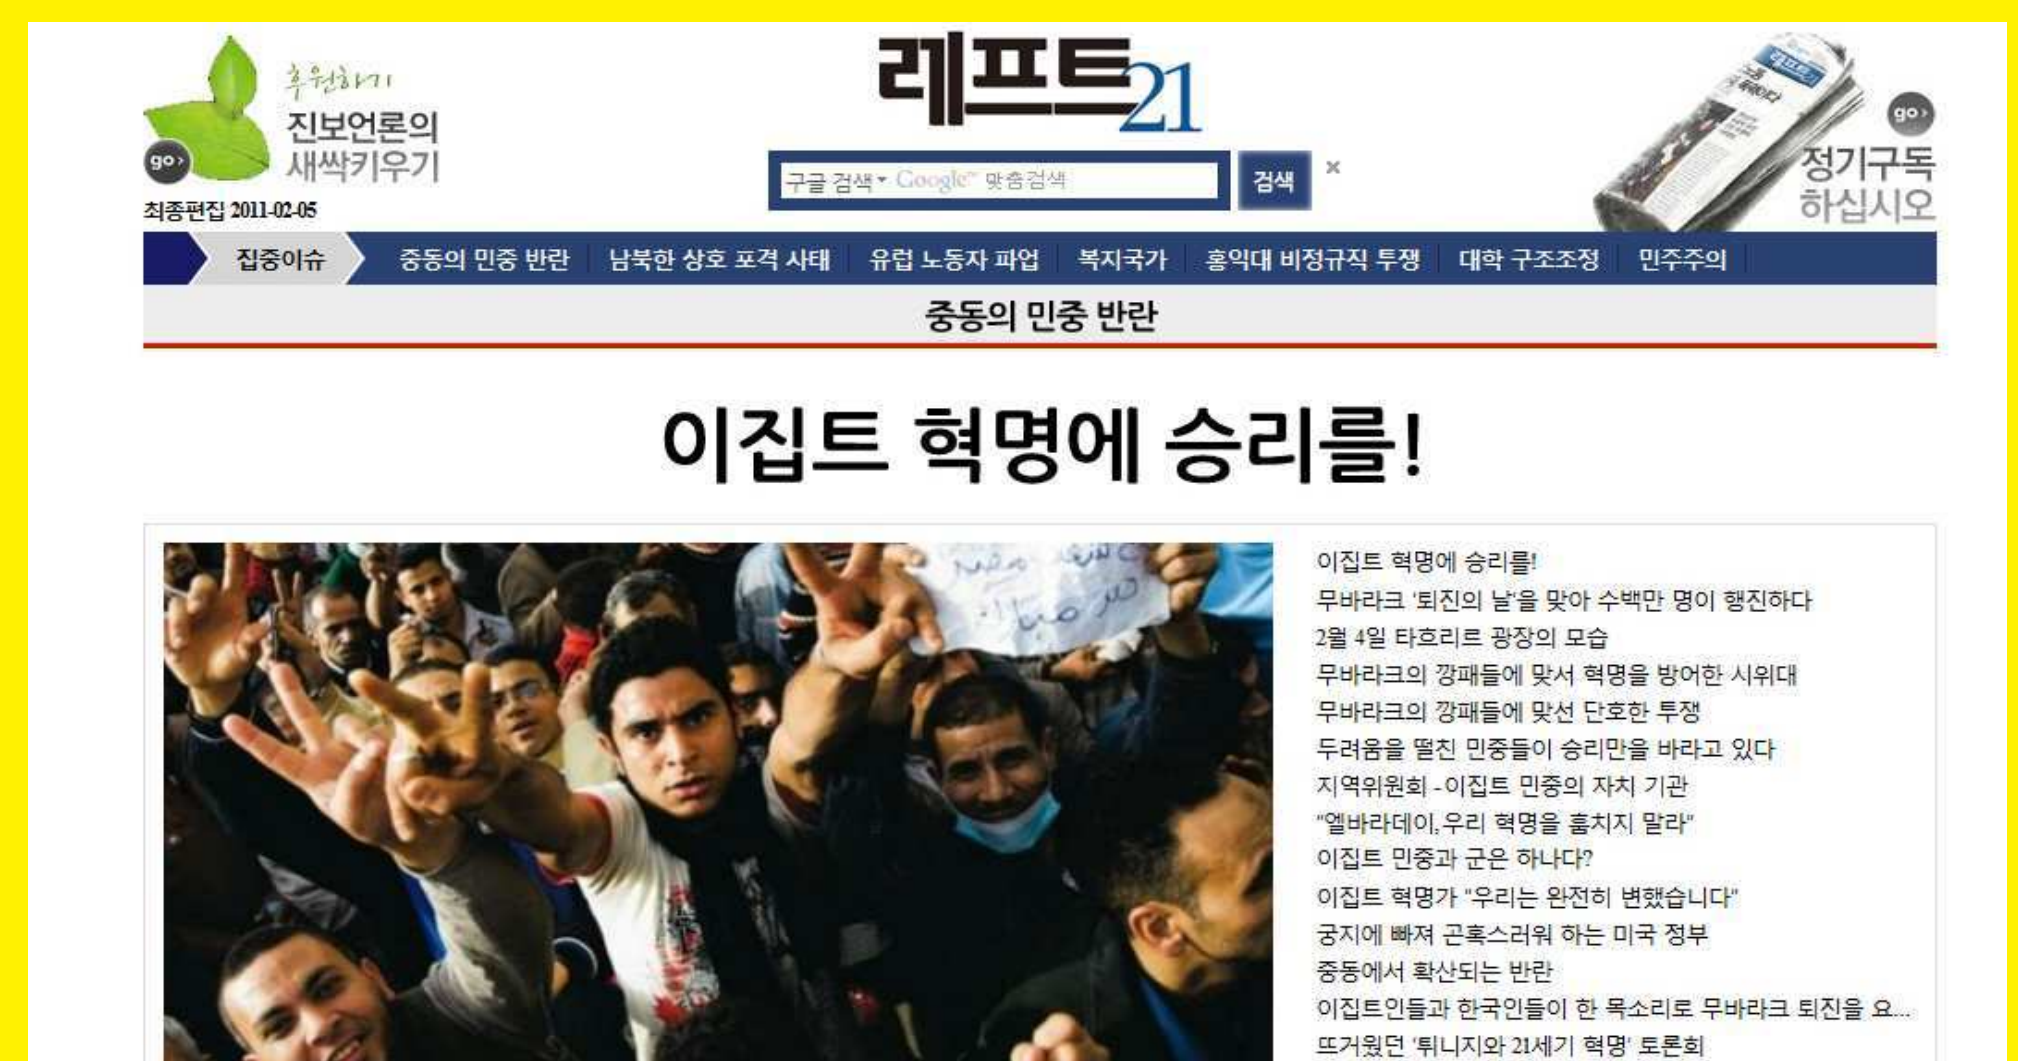 후원하기
진보언론의
새싹키우기
go
최종편집 2011-02-05
레프트21
구글 검색 Google™ 맞춤검색
검색
×
레프트21
go
정기구독
하십시오
집중이슈 중동의 민중 반란 남북한 상호 포격 사태 유럽 노동자 파업 복지국가 홍익대 비정규직 투쟁 대학 구조조정 민주주의
중동의 민중 반란
이집트 혁명에 승리를!
이집트 혁명에 승리를!
무바라크 '퇴진의 날'을 맞아 수백만 명이 행진하다
2월 4일 타흐리르 광장의 모습
무바라크의 깡패들에 맞서 혁명을 방어한 시위대
무바라크의 깡패들에 맞선 단호한 투쟁
두려움을 떨친 민중들이 승리만을 바라고 있다
지역위원회 - 이집트 민중의 자치 기관
"엘바라데이, 우리 혁명을 훔치지 말라"
이집트 민중과 군은 하나다?
이집트 혁명가 "우리는 완전히 변했습니다"
궁지에 빠져 곤혹스러워 하는 미국 정부
중동에서 확산되는 반란
이집트인들과 한국인들이 한 목소리로 무바라크 퇴진을 요...
뜨거웠던 '튀니지와 21세기 혁명' 토론회